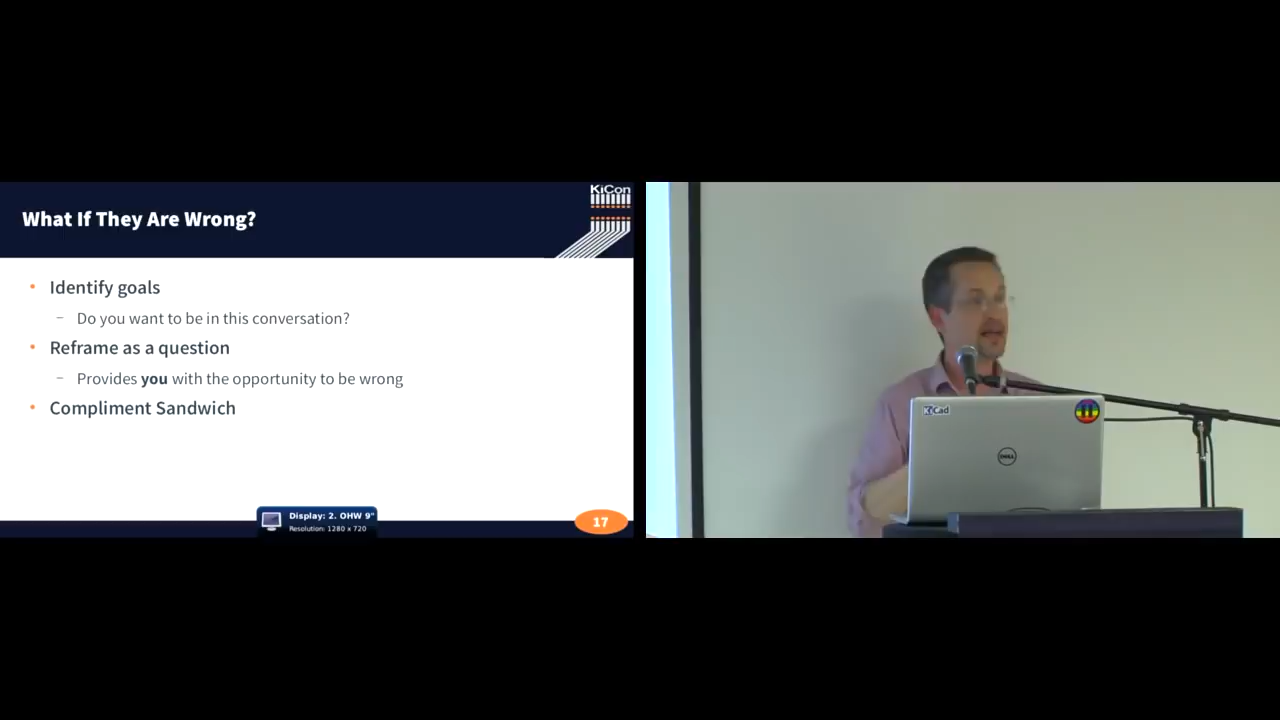 KiCon
What If They Are Wrong?
• Identify goals
– Do you want to be in this conversation?
• Reframe as a question
– Provides you with the opportunity to be wrong
• Compliment Sandwich
Display: 2. OHW 9"
Resolution: 1280 x 720
17
KiCad
DELL